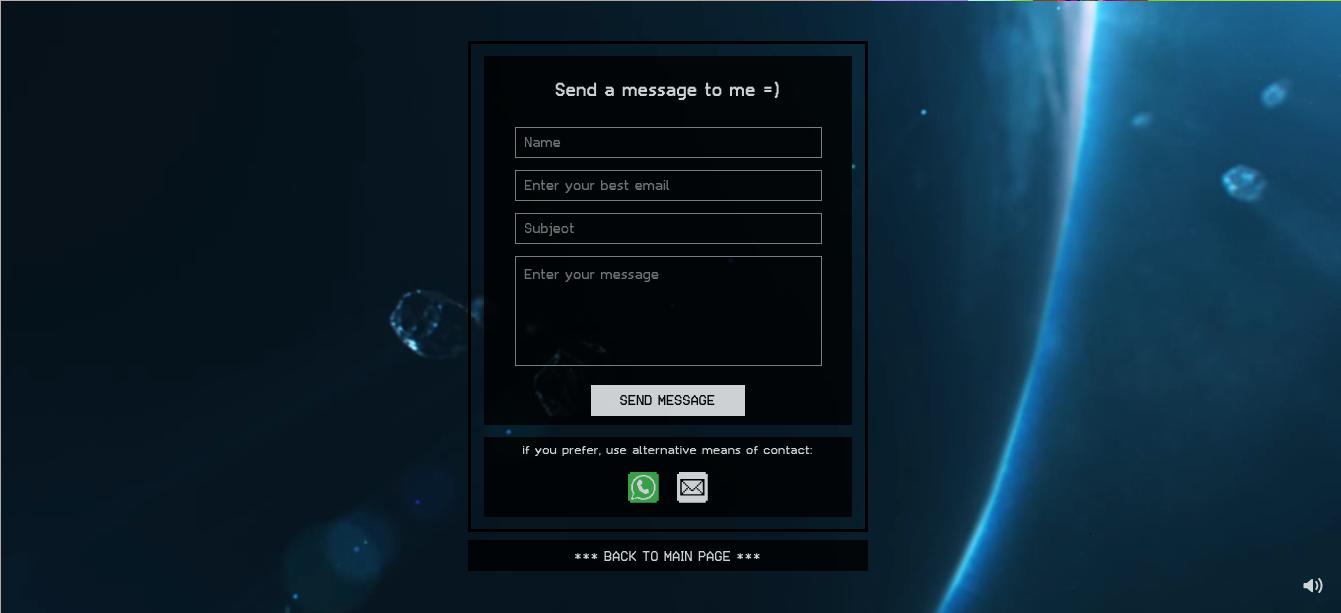 Send a message to me =)
Name
Enter your best email
Subject
Enter your message
SEND MESSAGE
if you prefer, use alternative means of contact:
*** BACK TO MAIN PAGE ***